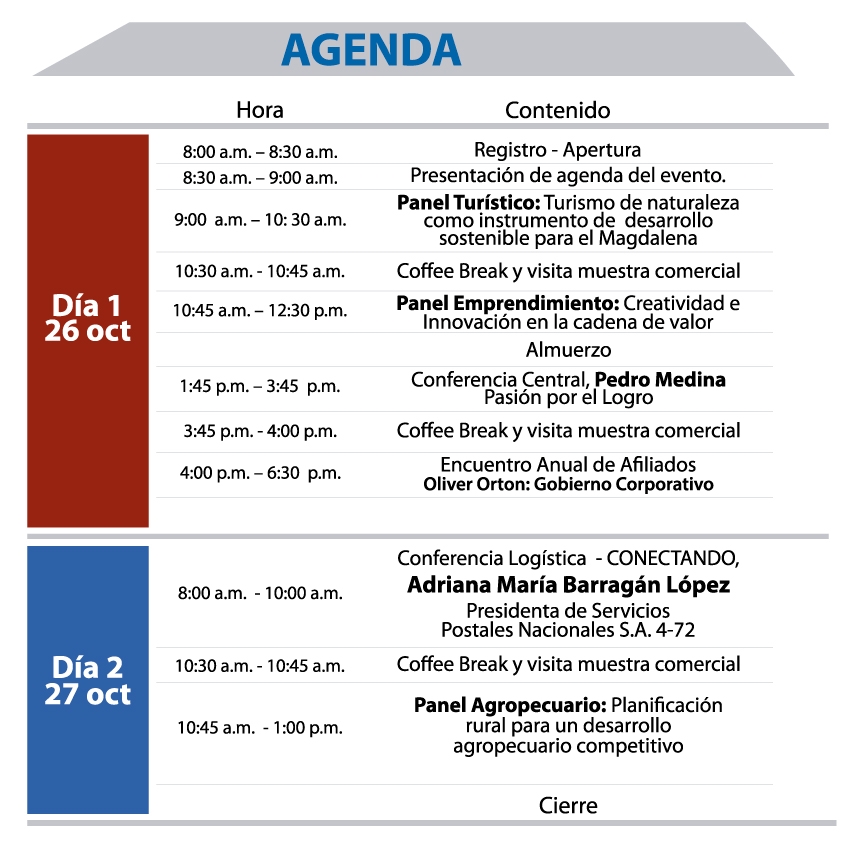 AGENDA
Hora Contenido
Día 1
26 oct
8:00 a.m. – 8:30 a.m. Registro - Apertura
8:30 a.m. – 9:00 a.m. Presentación de agenda del evento.
9:00 a.m. – 10: 30 a.m. Panel Turístico: Turismo de naturaleza
como instrumento de desarrollo
sostenible para el Magdalena
10:30 a.m. - 10:45 a.m. Coffee Break y visita muestra comercial
10:45 a.m. – 12:30 p.m. Panel Emprendimiento: Creatividad e
Innovación en la cadena de valor
Almuerzo
1:45 p.m. – 3:45 p.m. Conferencia Central, Pedro Medina
Pasión por el Logro
3:45 p.m. - 4:00 p.m. Coffee Break y visita muestra comercial
4:00 p.m. – 6:30 p.m. Encuentro Anual de Afiliados
Oliver Orton: Gobierno Corporativo
Día 2
27 oct
8:00 a.m. - 10:00 a.m. Conferencia Logística - CONECTANDO,
Adriana María Barragán López
Presidenta de Servicios
Postales Nacionales S.A. 4-72
10:30 a.m. - 10:45 a.m. Coffee Break y visita muestra comercial
10:45 a.m. - 1:00 p.m. Panel Agropecuario: Planificación
rural para un desarrollo
agropecuario competitivo
Cierre